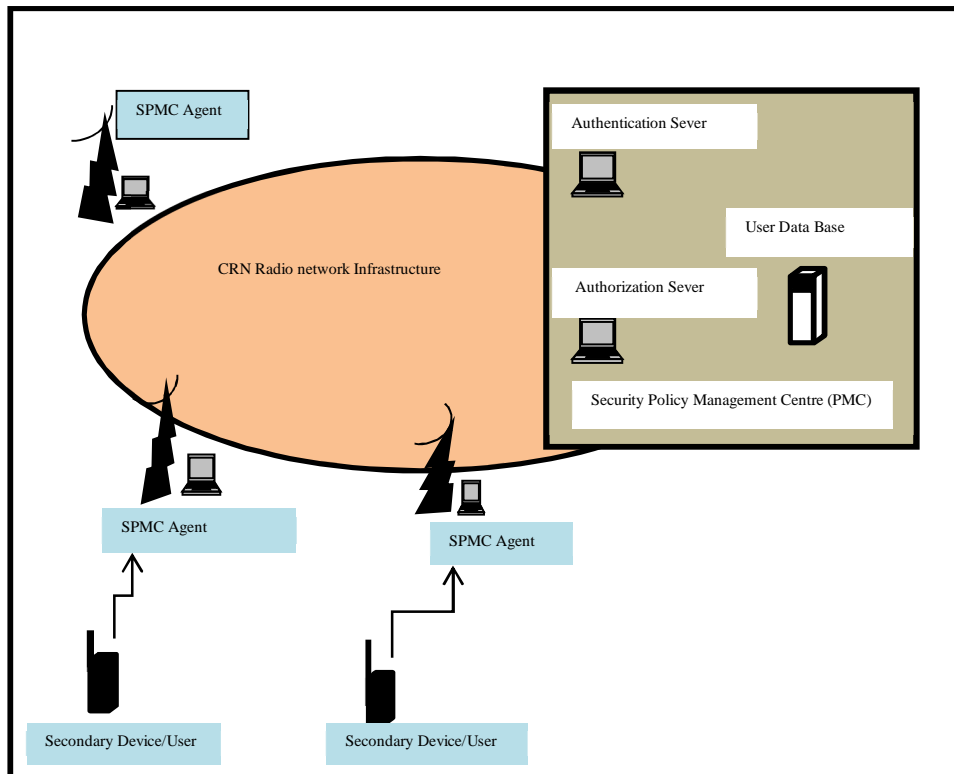 SPMC Agent
Authentication Sever
User Data Base
CRN Radio network Infrastructure
Authorization Sever
Security Policy Management Centre (PMC)
SPMC Agent
SPMC Agent
Secondary Device/User
Secondary Device/User